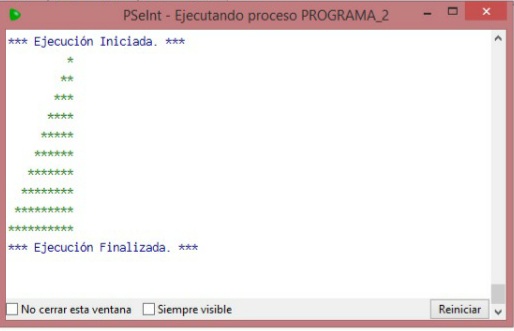 PSeInt - Ejecutando proceso PROGRAMA_2
*** Ejecución Iniciada. ***
         *
        **
       ***
      ****
     *****
    ******
   *******
  ********
 *********
**********
*** Ejecución Finalizada. ***
No cerrar esta ventana Siempre visible Reiniciar